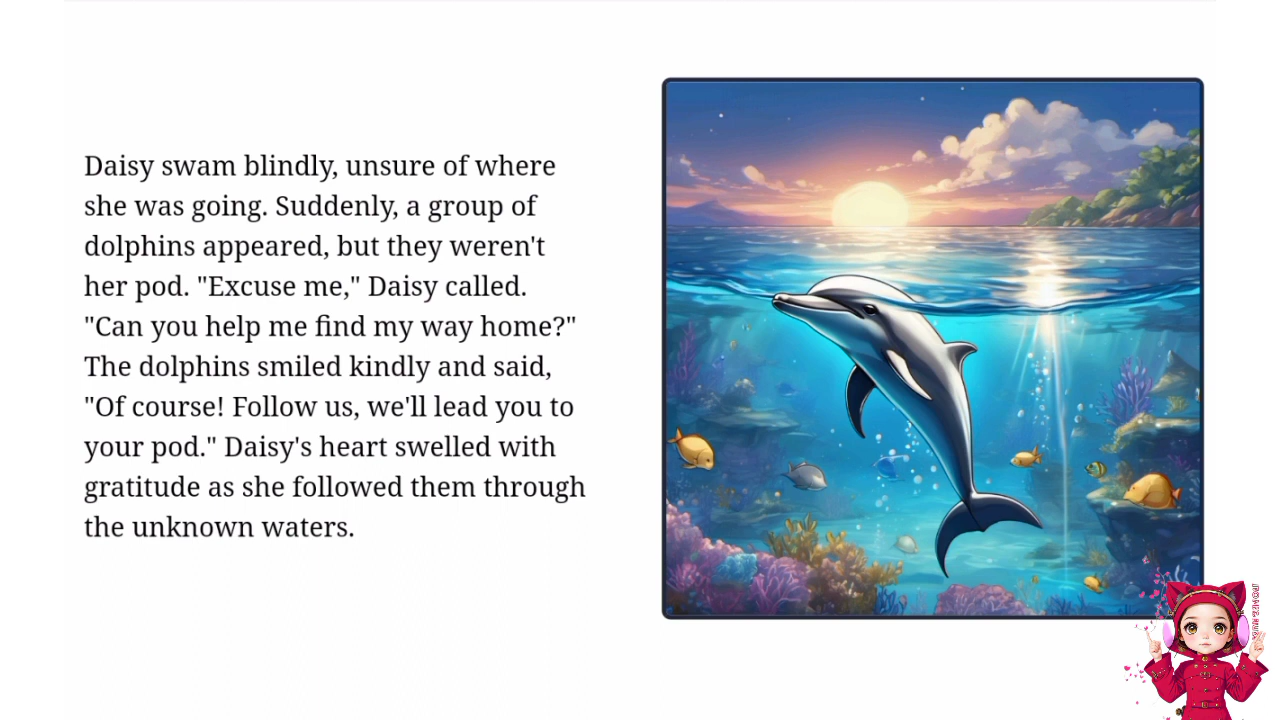 Daisy swam blindly, unsure of where
she was going. Suddenly, a group of
dolphins appeared, but they weren't
her pod. "Excuse me," Daisy called.
"Can you help me find my way home?"
The dolphins smiled kindly and said,
"Of course! Follow us, we'll lead you to
your pod." Daisy's heart swelled with
gratitude as she followed them through
the unknown waters.